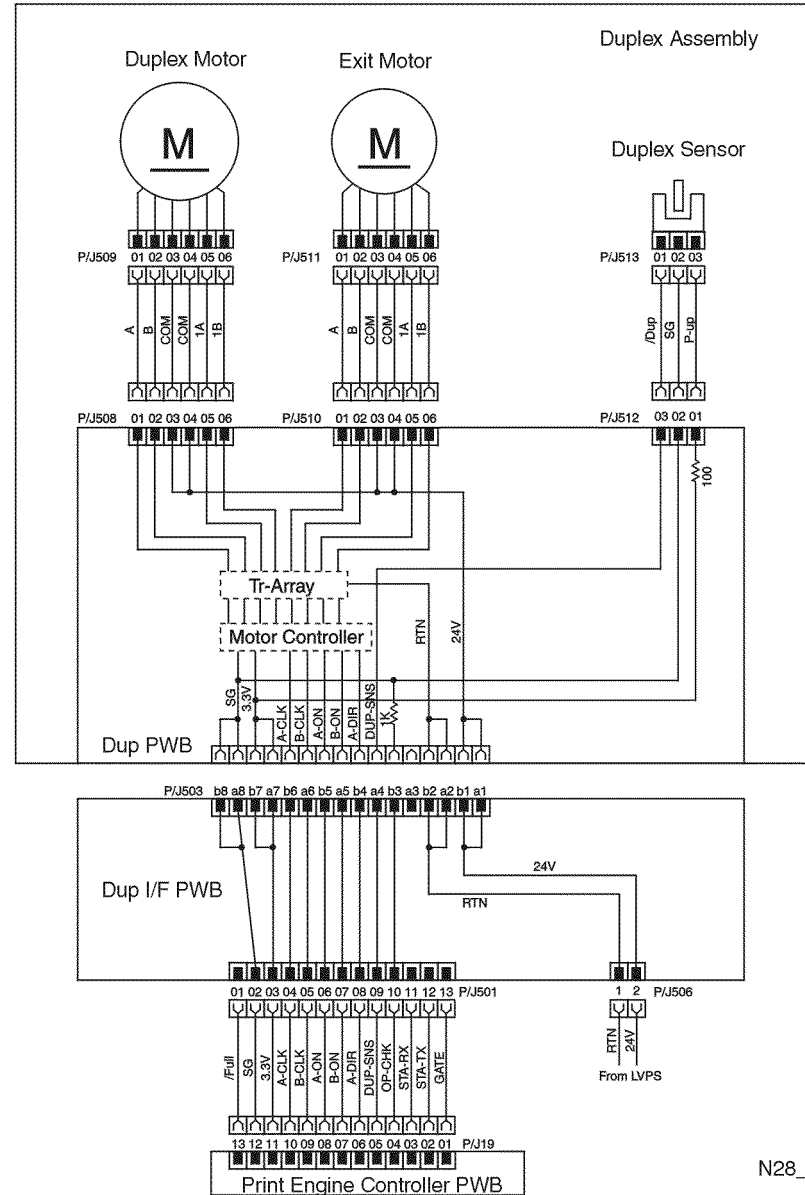 Duplex Assembly
Duplex Motor
Exit Motor
M
M
Duplex Sensor
P/J509 01 02 03 04 05 06
P/J511 01 02 03 04 05 06
P/J513 01 02 03
A B COM COM 1A 1B
A B COM COM 1A 1B
/Dup SG P-up
P/J508 01 02 03 04 05 06
P/J510 01 02 03 04 05 06
P/J512 03 02 01
100
Tr-Array
Motor Controller
RTN
24V
SG 3.3V A-CLK B-CLK A-ON B-ON A-DIR DUP-SNS 1K
Dup PWB
P/J503 b8 a8 b7 a7 b6 a6 b5 a5 b4 a4 b3 a3 b2 a2 b1 a1
24V
Dup I/F PWB
RTN
01 02 03 04 05 06 07 08 09 10 11 12 13 P/J501
1 2 P/J506
/Full SG 3.3V A-CLK B-CLK A-ON B-ON A-DIR DUP-SNS OP-CHK STA-RX STA-TX GATE
RTN 24V
From LVPS
13 12 11 10 09 08 07 06 05 04 03 02 01 P/J19
Print Engine Controller PWB
N28_